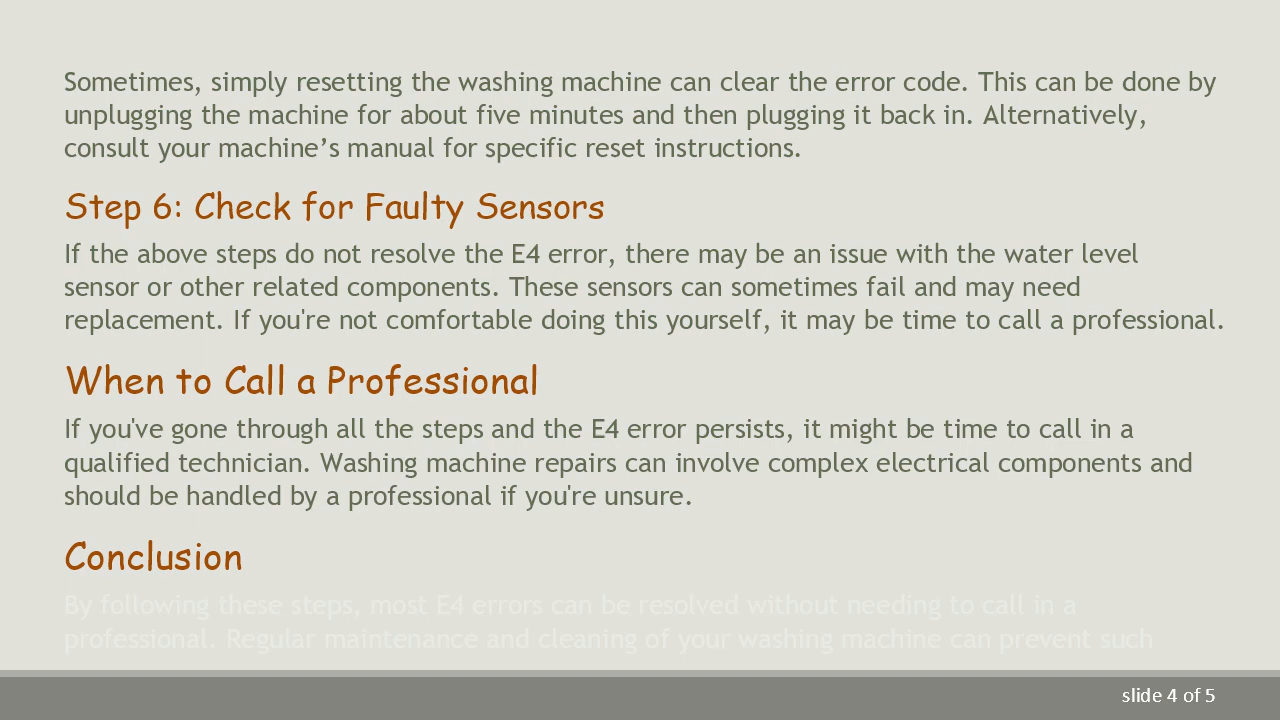 Sometimes, simply resetting the washing machine can clear the error code. This can be done by
unplugging the machine for about five minutes and then plugging it back in. Alternatively,
consult your machine’s manual for specific reset instructions.
Step 6: Check for Faulty Sensors
If the above steps do not resolve the E4 error, there may be an issue with the water level
sensor or other related components. These sensors can sometimes fail and may need
replacement. If you're not comfortable doing this yourself, it may be time to call a professional.
When to Call a Professional
If you've gone through all the steps and the E4 error persists, it might be time to call in a
qualified technician. Washing machine repairs can involve complex electrical components and
should be handled by a professional if you're unsure.
Conclusion
By following these steps, most E4 errors can be resolved without needing to call in a
professional. Regular maintenance and cleaning of your washing machine can prevent such
slide 4 of 5